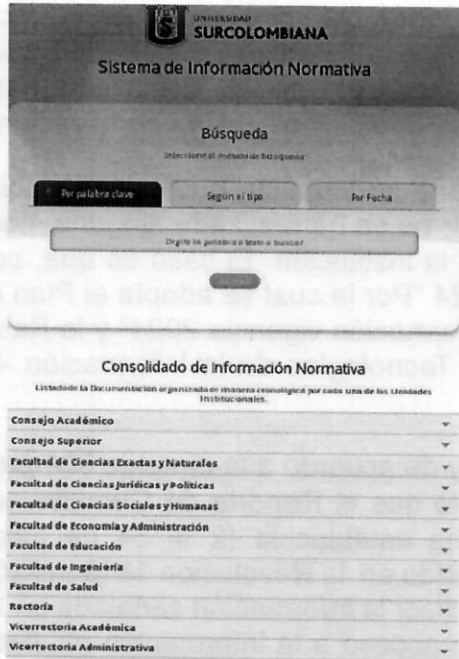 UNIVERSIDAD
SURCOLOMBIANA
Sistema de Información Normativa
Búsqueda
Seleccione el método de búsqueda
Por palabra clave
Según el tipo
Por Fecha
Digite la palabra o texto a buscar
Consolidado de Información Normativa
Listado de la Documentación organizada de manera cronológica por cada una de las Unidades
Institucionales.
Consejo Académico
Consejo Superior
Facultad de Ciencias Exactas y Naturales
Facultad de Ciencias Jurídicas y Políticas
Facultad de Ciencias Sociales y Humanas
Facultad de Economía y Administración
Facultad de Educación
Facultad de Ingeniería
Facultad de Salud
Rectoría
Vicerrectoría Académica
Vicerrectoría Administrativa